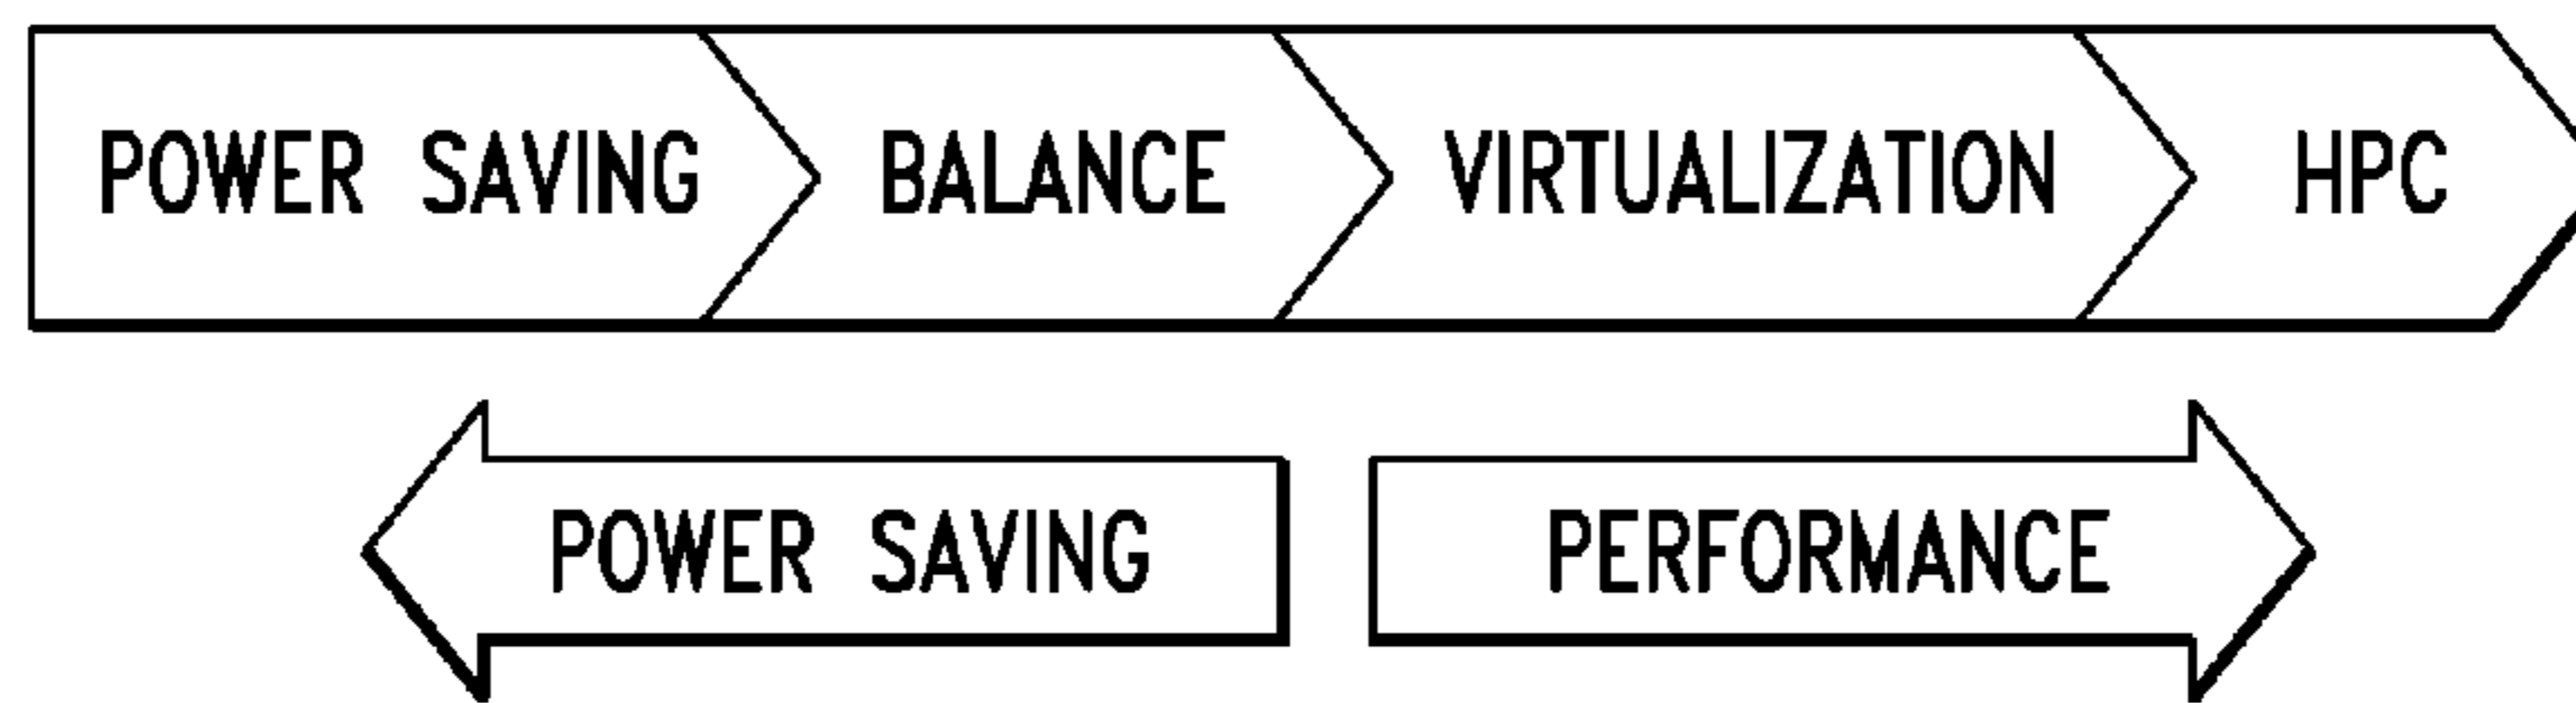 POWER SAVING BALANCE VIRTUALIZATION HPC
POWER SAVING PERFORMANCE